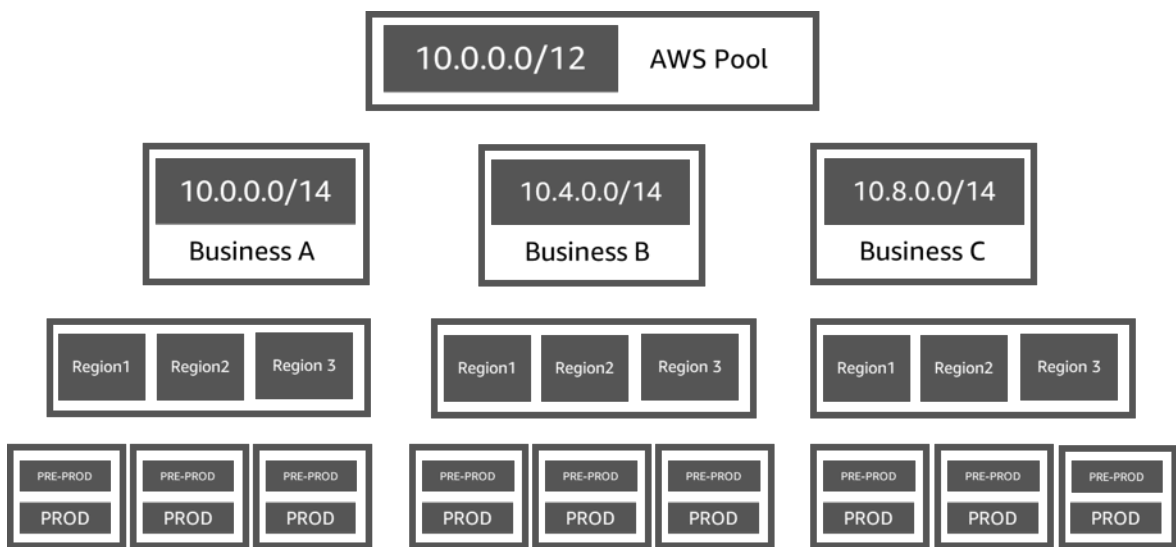 10.0.0.0/12 AWS Pool
10.0.0.0/14
Business A
10.4.0.0/14
Business B
10.8.0.0/14
Business C
Region1 Region2 Region 3
Region1 Region2 Region 3
Region1 Region2 Region 3
PRE-PROD
PROD
PRE-PROD
PROD
PRE-PROD
PROD
PRE-PROD
PROD
PRE-PROD
PROD
PRE-PROD
PROD
PRE-PROD
PROD
PRE-PROD
PROD
PRE-PROD
PROD